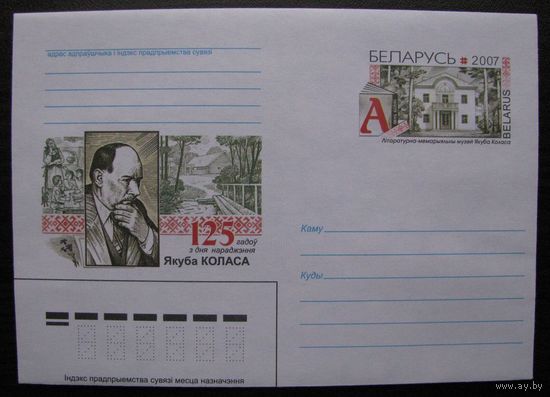 адрас адпраўшчыка і індэкс прадпрыемства сувязі
БЕЛАРУСЬ 2007
BELARUS
А
Літаратурна-мемарыяльны музей Якуба Коласа
125 гадоў
з дня нараджэння
Якуба КОЛАСА
Каму
Куды
Індэкс прадпрыемства сувязі месца назначэння
www.ay.by